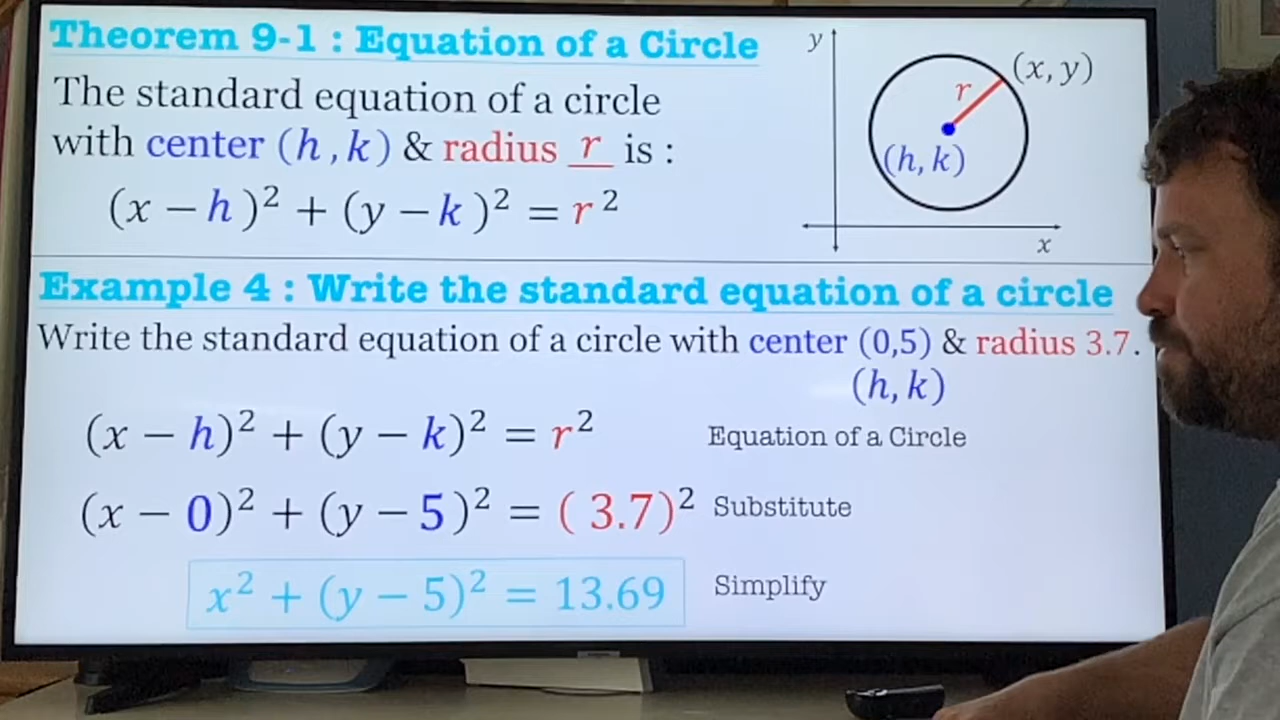 Theorem 9-1 : Equation of a Circle
The standard equation of a circle
with center (h, k) & radius r is :
(x − h)² + (y − k)² = r²
y
r
(x, y)
(h, k)
x
Example 4 : Write the standard equation of a circle
Write the standard equation of a circle with center (0,5) & radius 3.7.
(h, k)
(x − h)² + (y − k)² = r² Equation of a Circle
(x − 0)² + (y − 5)² = (3.7)² Substitute
x² + (y − 5)² = 13.69 Simplify